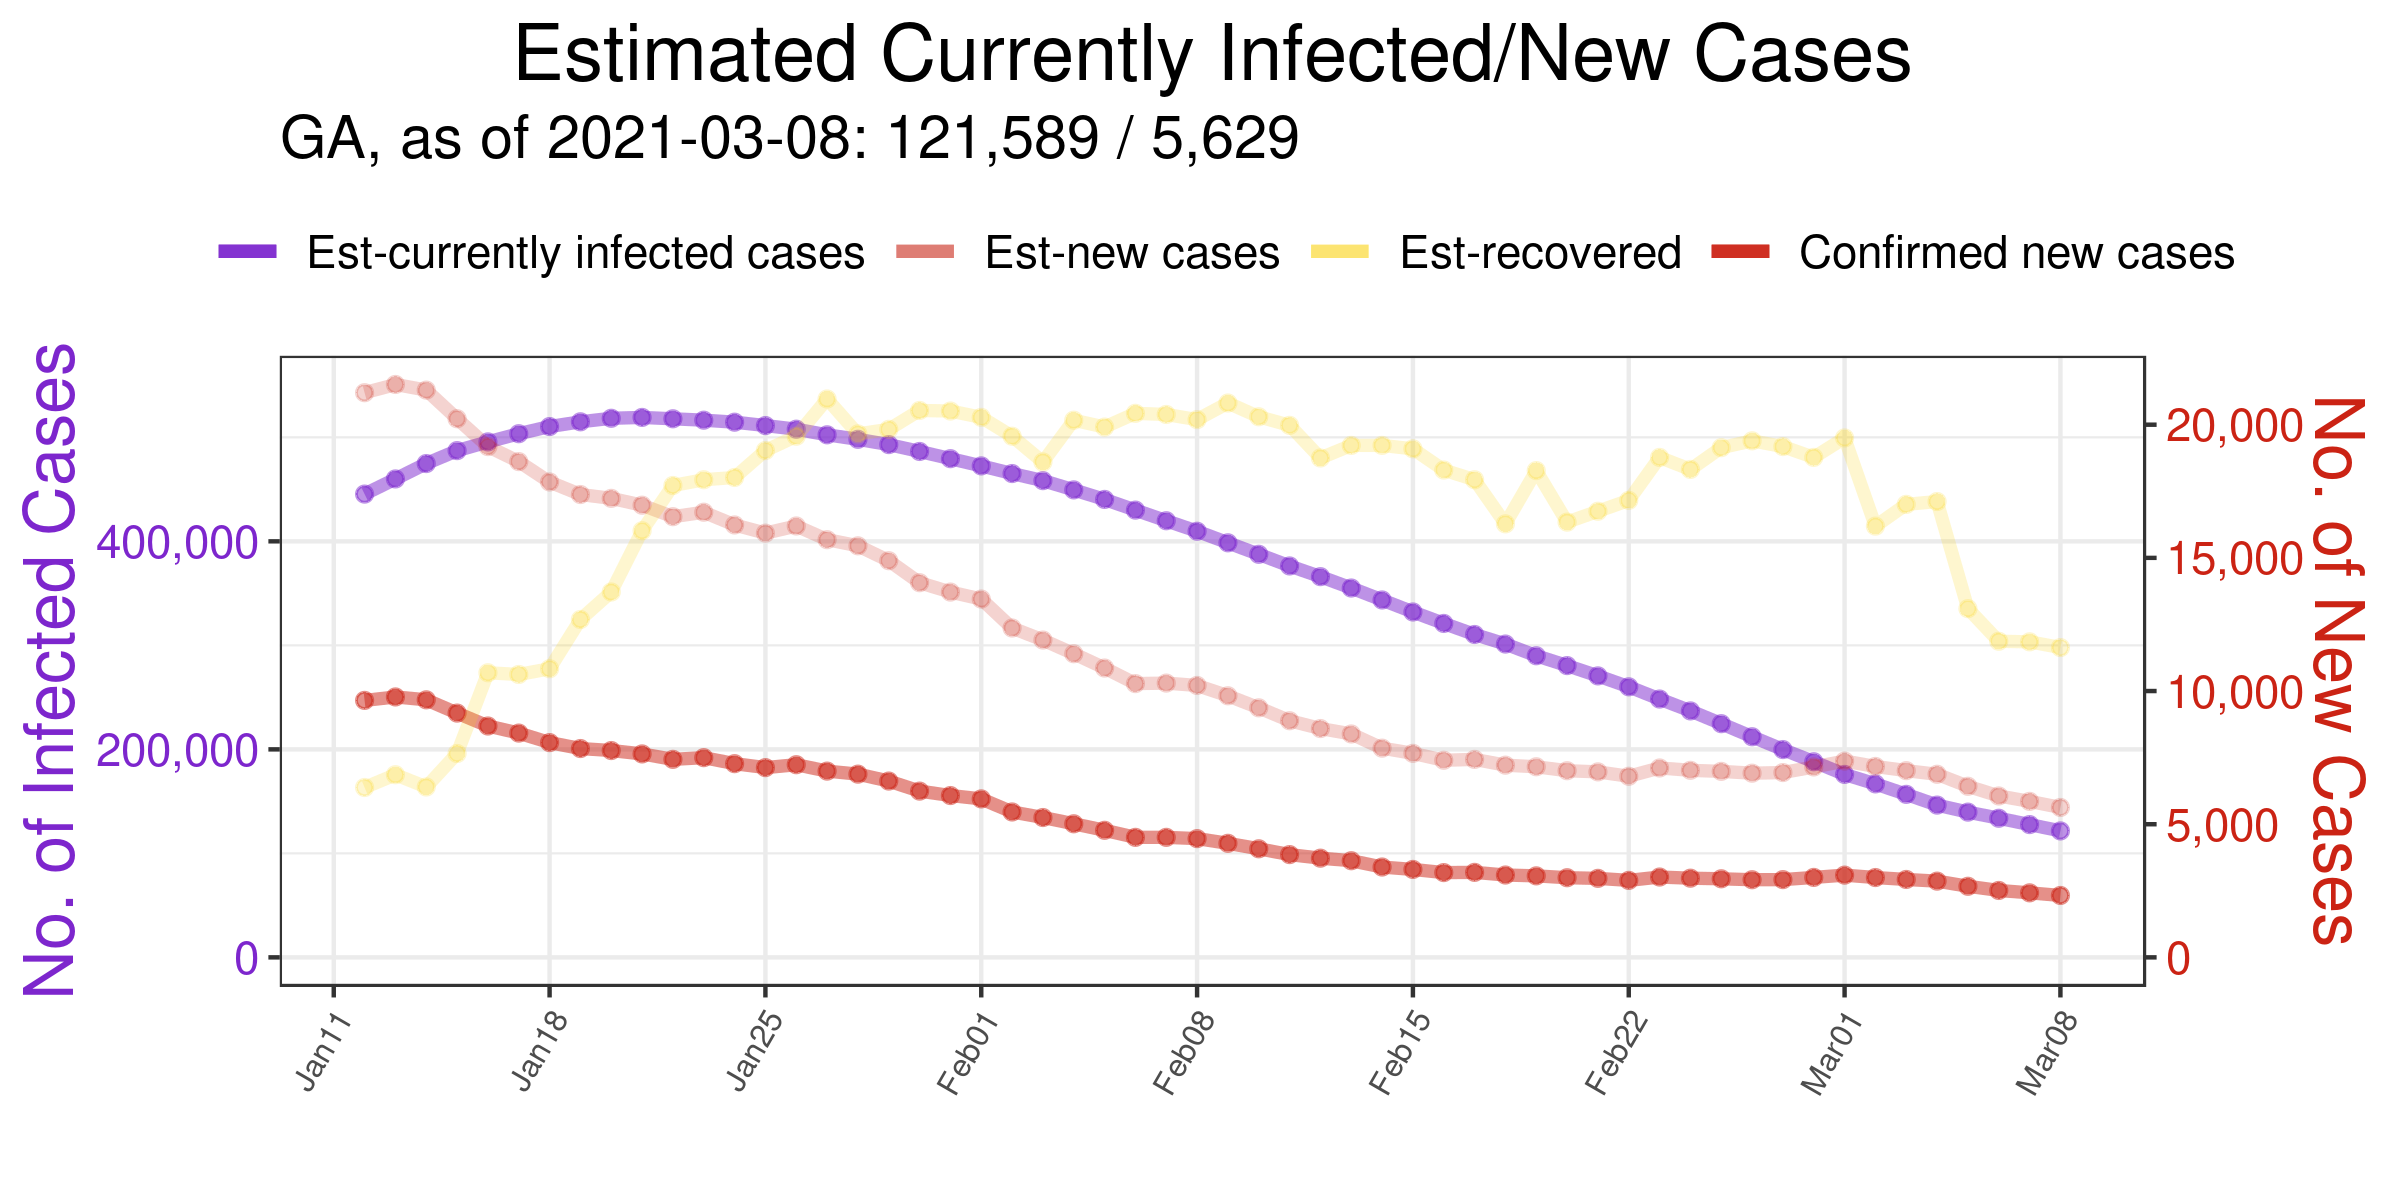 Estimated Currently Infected/New Cases
GA, as of 2021-03-08: 121,589 / 5,629
Est-currently infected cases Est-new cases Est-recovered Confirmed new cases
No. of Infected Cases
400,000
200,000
0
20,000
15,000
10,000
5,000
0
No. of New Cases
Jan11 Jan18 Jan25 Feb01 Feb08 Feb15 Feb22 Mar01 Mar08